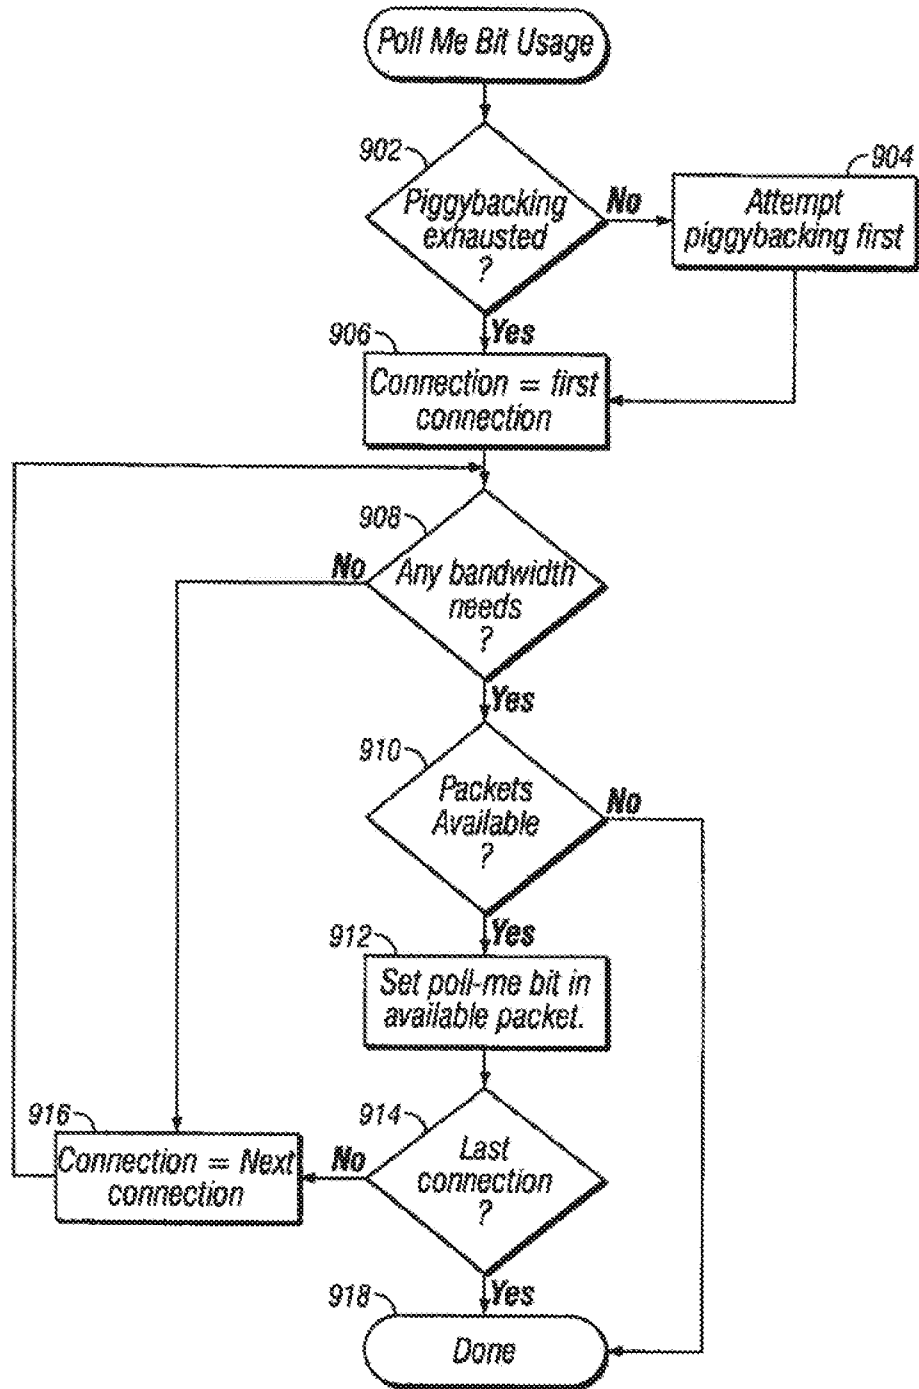 Poll Me Bit Usage
902
Piggybacking
exhausted
?
No
904
Attempt
piggybacking first
Yes
906
Connection = first
connection
908
No
Any bandwidth
needs
?
Yes
910
Packets
Available
?
No
Yes
912
Set poll-me bit in
available packet.
916
Connection = Next
connection
914
No
Last
connection
?
Yes
918
Done